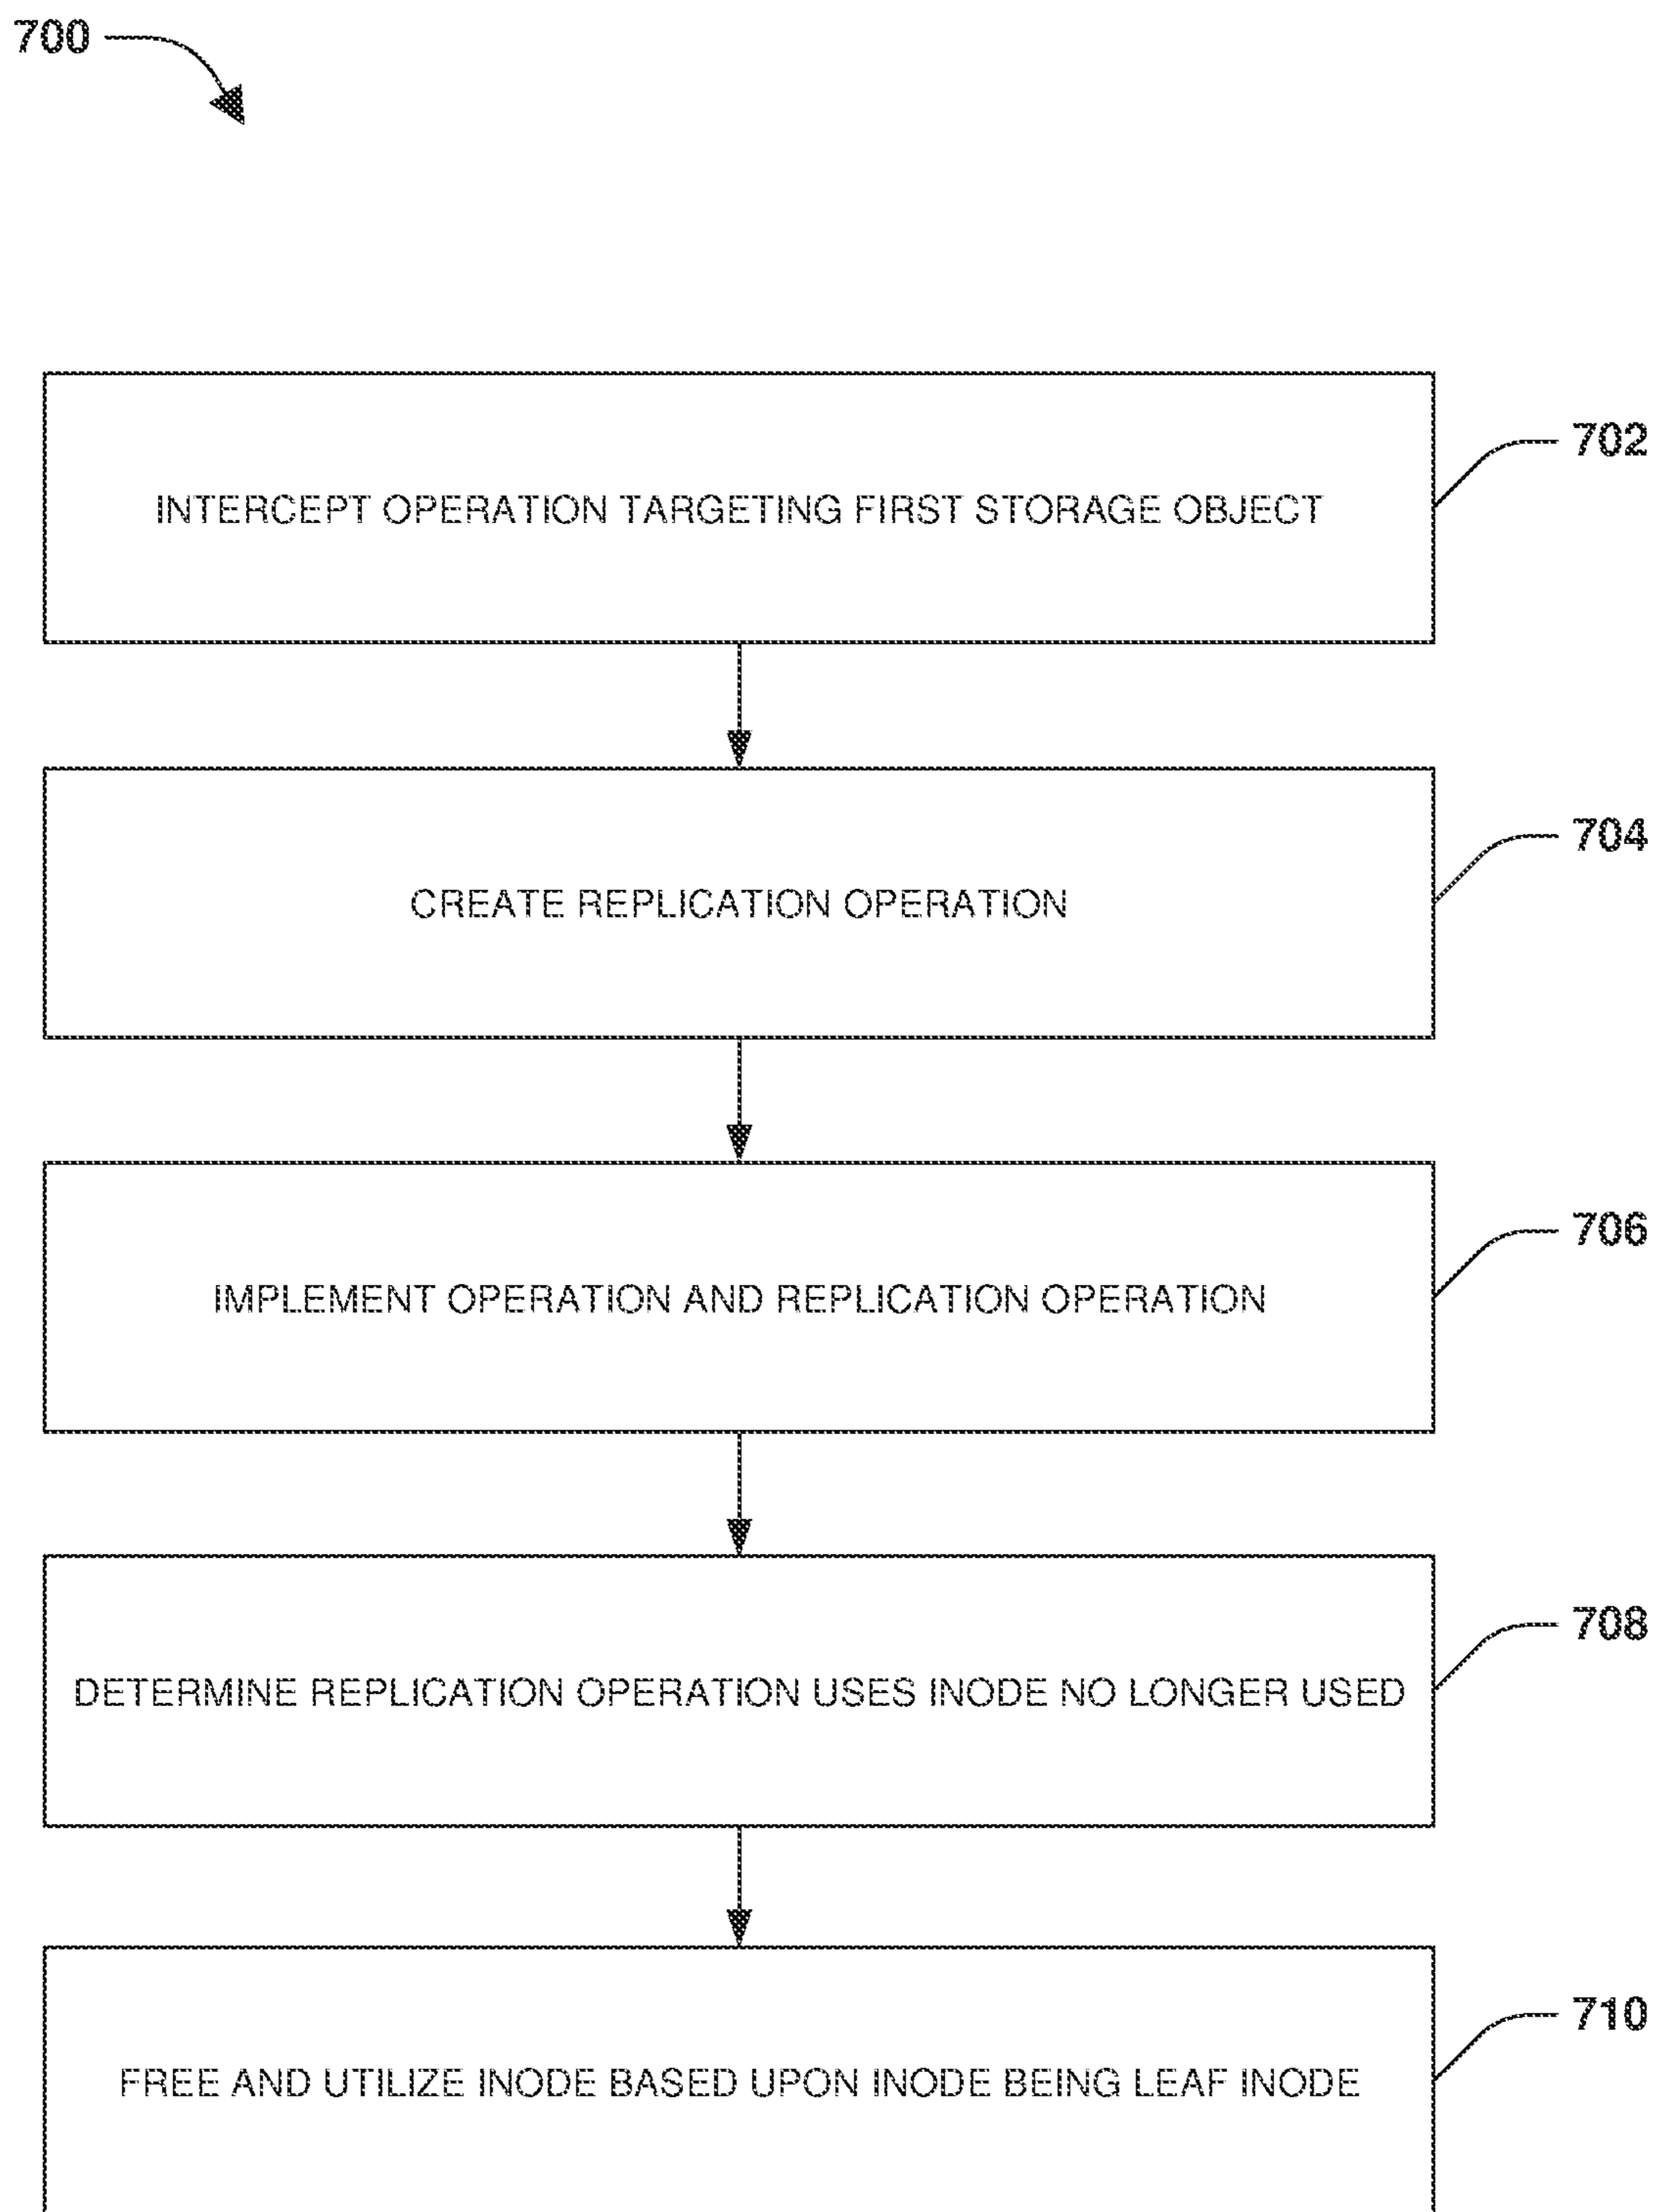 700
INTERCEPT OPERATION TARGETING FIRST STORAGE OBJECT
702
CREATE REPLICATION OPERATION
704
IMPLEMENT OPERATION AND REPLICATION OPERATION
706
DETERMINE REPLICATION OPERATION USES INODE NO LONGER USED
708
FREE AND UTILIZE INODE BASED UPON INODE BEING LEAF INODE
710